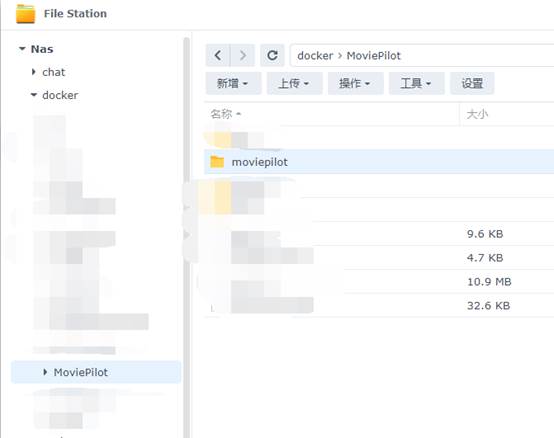 File Station
Nas
chat
docker
MoviePilot
docker › MoviePilot
新增 上传 操作 工具 设置
名称 大小
moviepilot
9.6 KB
4.7 KB
10.9 MB
32.6 KB